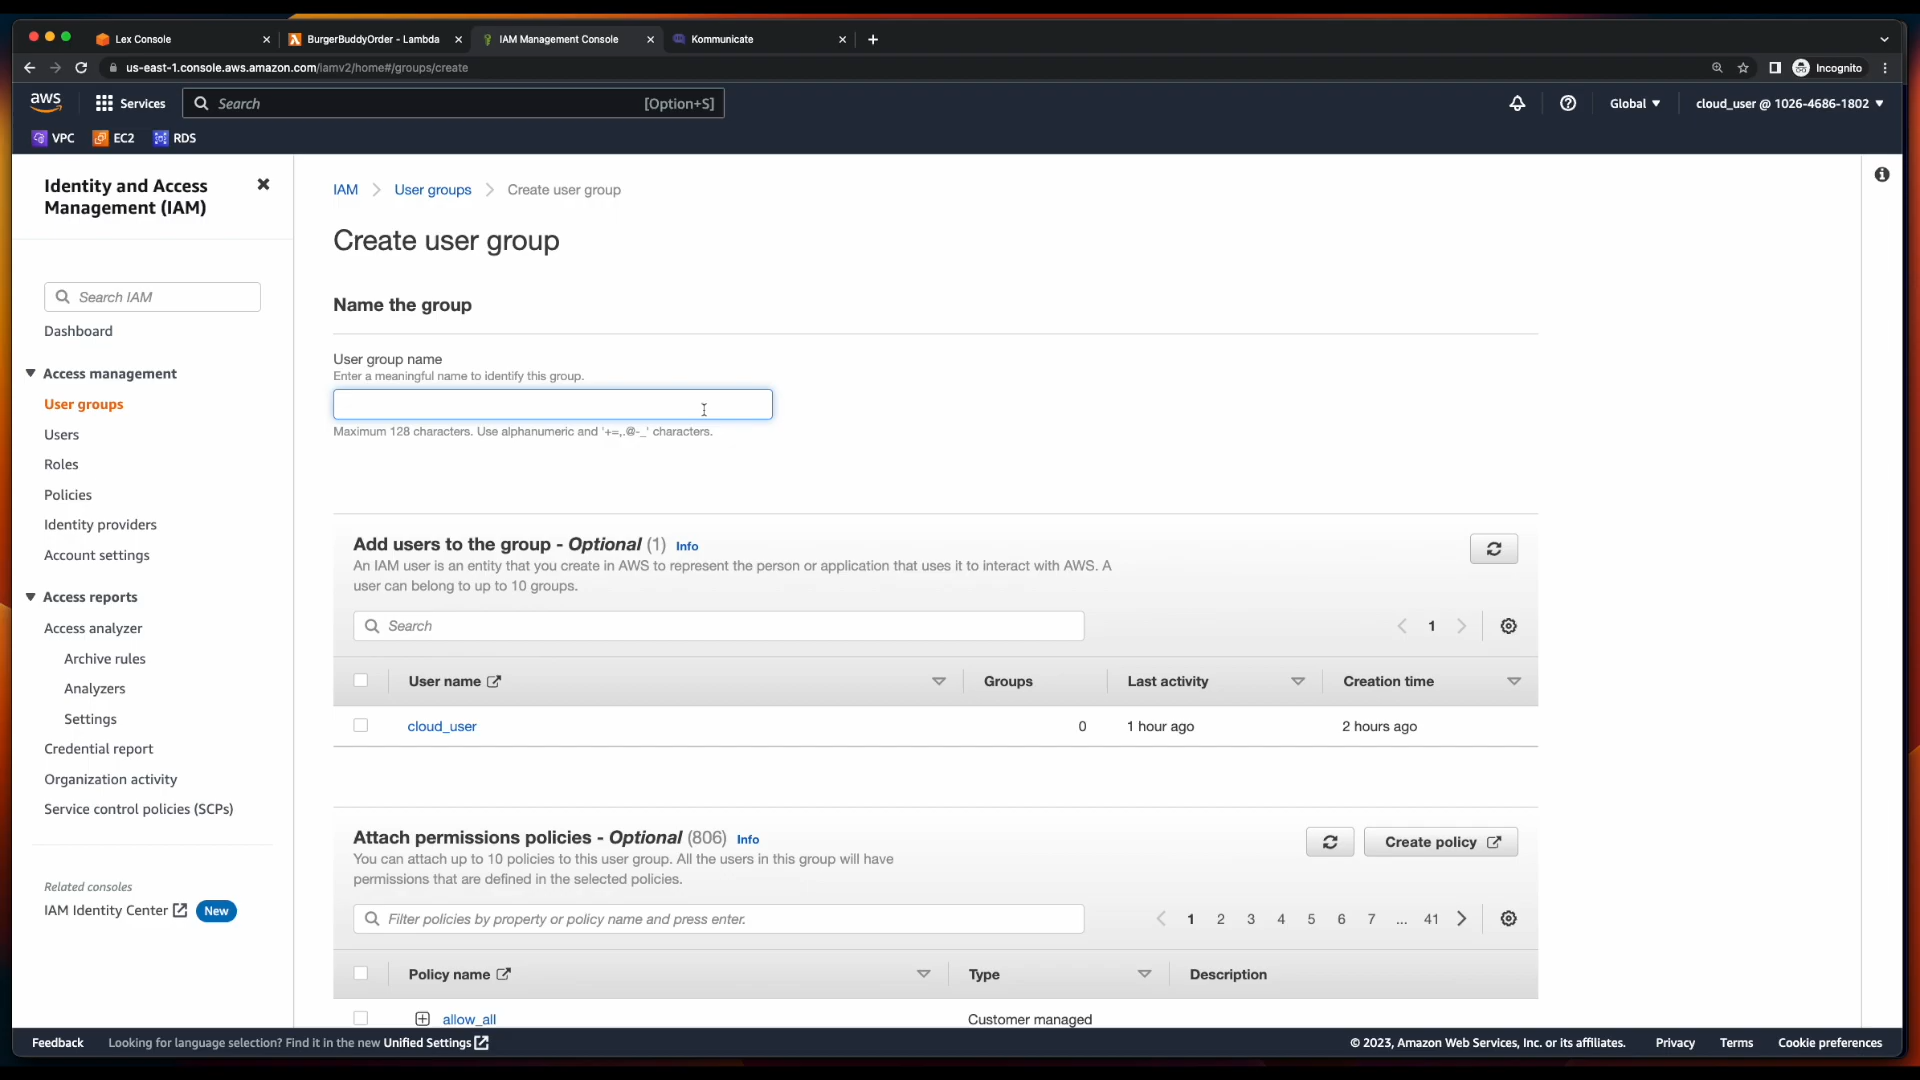 Lex Console
BurgerBuddyOrder - Lambda
IAM Management Console
Kommunicate
us-east-1.console.aws.amazon.com/iamv2/home#/groups/create
Incognito
aws
Services
Search
[Option+S]
Global
cloud_user @ 1026-4686-1802
VPC
EC2
RDS
Identity and Access
Management (IAM)
Search IAM
Dashboard
Access management
User groups
Users
Roles
Policies
Identity providers
Account settings
Access reports
Access analyzer
Archive rules
Analyzers
Settings
Credential report
Organization activity
Service control policies (SCPs)
Related consoles
IAM Identity Center New
IAM > User groups > Create user group
Create user group
Name the group
User group name
Enter a meaningful name to identify this group.
Maximum 128 characters. Use alphanumeric and '+=,.@-_' characters.
Add users to the group - Optional (1) Info
An IAM user is an entity that you create in AWS to represent the person or application that uses it to interact with AWS. A
user can belong to up to 10 groups.
Search
1
User name Groups Last activity Creation time
cloud_user 0 1 hour ago 2 hours ago
Attach permissions policies - Optional (806) Info
You can attach up to 10 policies to this user group. All the users in this group will have
permissions that are defined in the selected policies.
Create policy
Filter policies by property or policy name and press enter.
1 2 3 4 5 6 7 ... 41
Policy name Type Description
allow_all Customer managed
Feedback
Looking for language selection? Find it in the new Unified Settings
© 2023, Amazon Web Services, Inc. or its affiliates.
Privacy
Terms
Cookie preferences